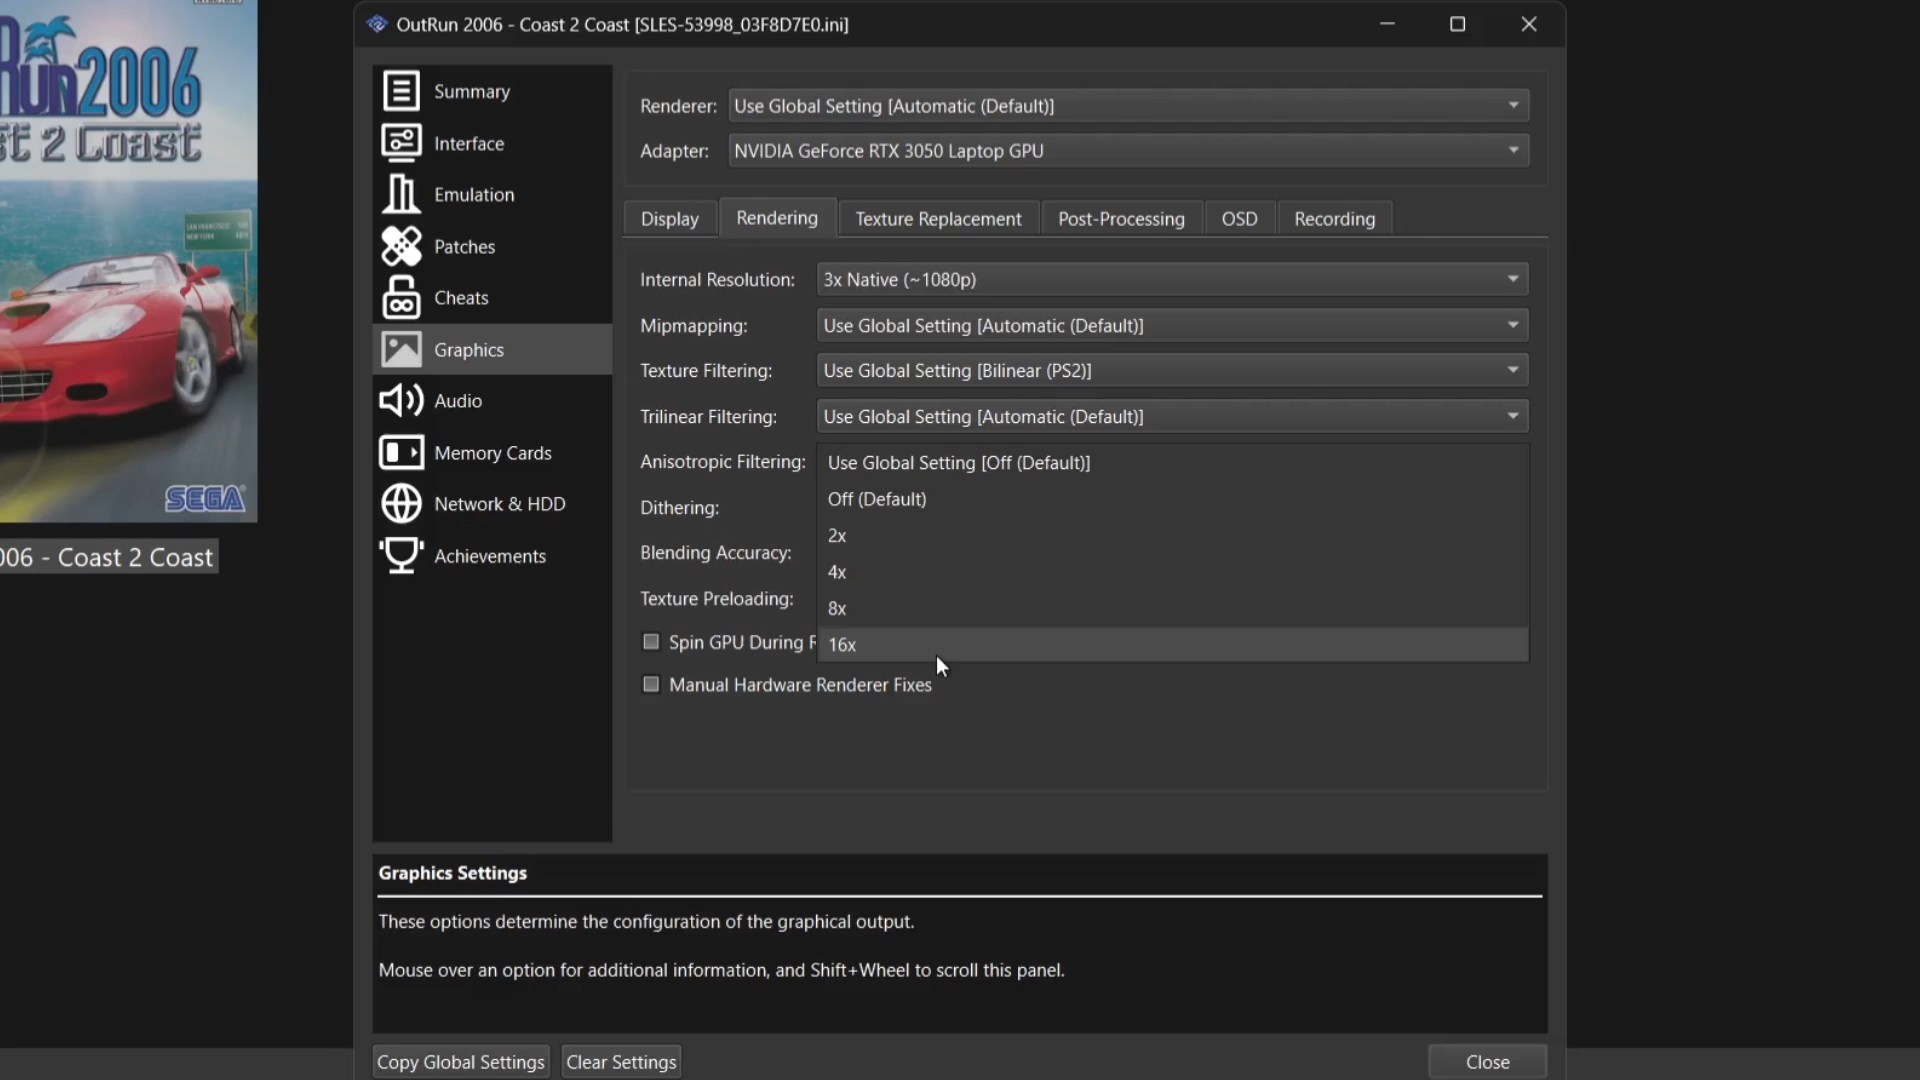 Run2006
st 2 Coast
SAN FRANCISCO
NEW YORK
SEGA
006 - Coast 2 Coast
OutRun 2006 - Coast 2 Coast [SLES-53998_03F8D7E0.ini]
Summary
Interface
Emulation
Patches
Cheats
Graphics
Audio
Memory Cards
Network & HDD
Achievements
Renderer: Use Global Setting [Automatic (Default)]
Adapter: NVIDIA GeForce RTX 3050 Laptop GPU
Display Rendering Texture Replacement Post-Processing OSD Recording
Internal Resolution: 3x Native (~1080p)
Mipmapping: Use Global Setting [Automatic (Default)]
Texture Filtering: Use Global Setting [Bilinear (PS2)]
Trilinear Filtering: Use Global Setting [Automatic (Default)]
Anisotropic Filtering: Use Global Setting [Off (Default)]
Off (Default)
Dithering:
2x
Blending Accuracy:
4x
Texture Preloading:
8x
Spin GPU During R
16x
Manual Hardware Renderer Fixes
Graphics Settings
These options determine the configuration of the graphical output.
Mouse over an option for additional information, and Shift+Wheel to scroll this panel.
Copy Global Settings Clear Settings Close